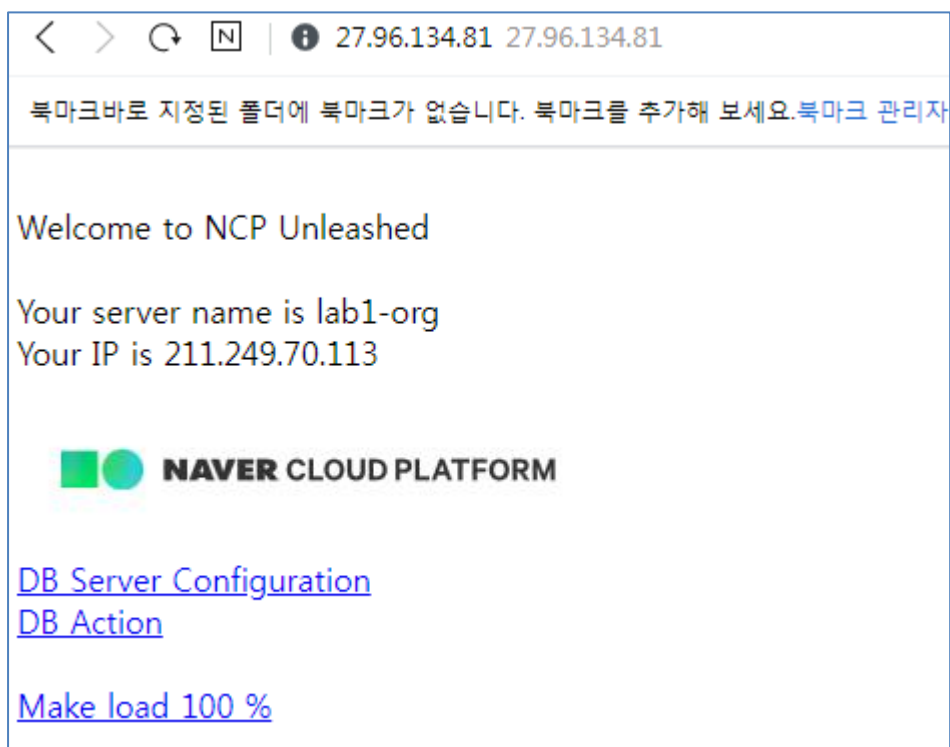 N 27.96.134.81 27.96.134.81
북마크바로 지정된 폴더에 북마크가 없습니다. 북마크를 추가해 보세요.북마크 관리자
Welcome to NCP Unleashed
Your server name is lab1-org
Your IP is 211.249.70.113
NAVER CLOUD PLATFORM
DB Server Configuration
DB Action
Make load 100 %